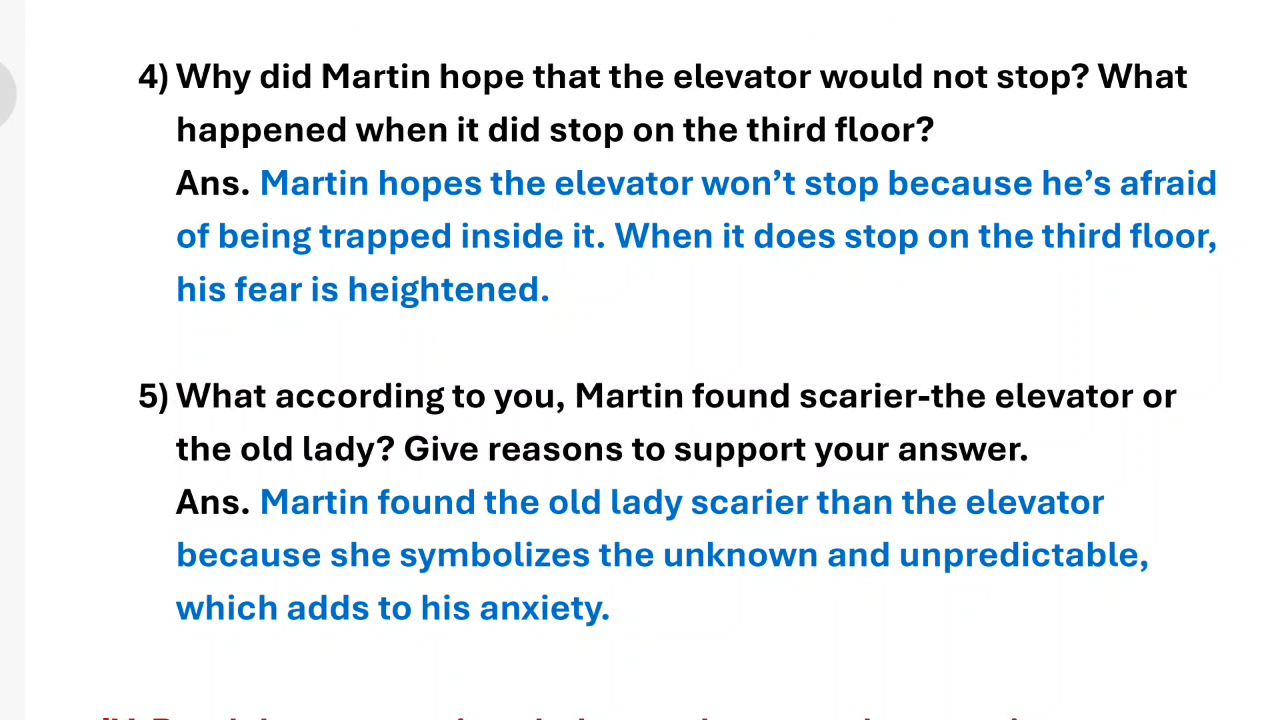 4) Why did Martin hope that the elevator would not stop? What
happened when it did stop on the third floor?
Ans. Martin hopes the elevator won’t stop because he’s afraid
of being trapped inside it. When it does stop on the third floor,
his fear is heightened.
5) What according to you, Martin found scarier-the elevator or
the old lady? Give reasons to support your answer.
Ans. Martin found the old lady scarier than the elevator
because she symbolizes the unknown and unpredictable,
which adds to his anxiety.